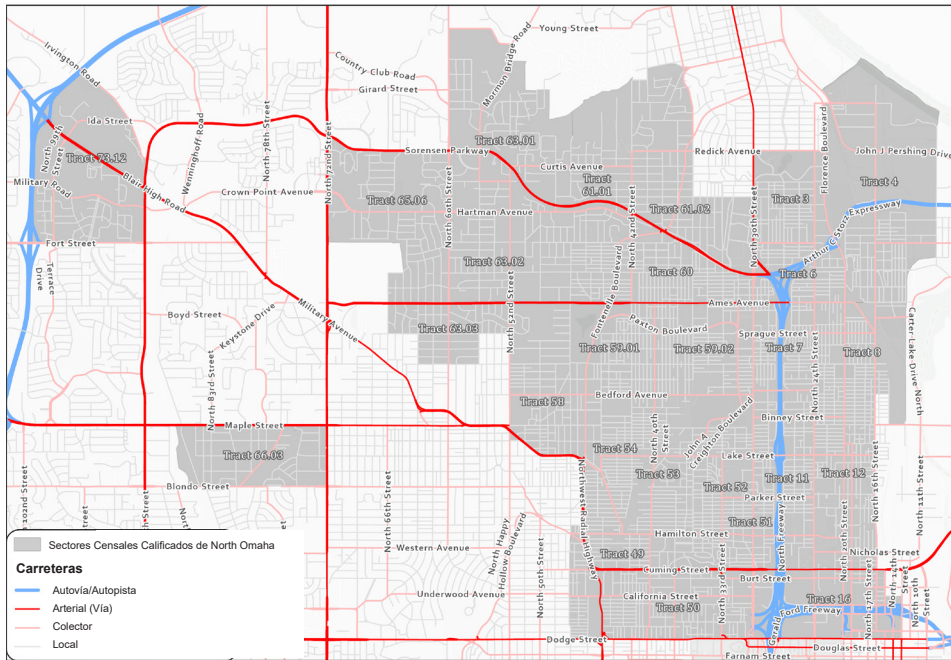 Young Street
Irvington Road
Country Club Road
Mormon Bridge Road
Girard Street
North 99th
Street
Ida Street
Wenninghoff Road
North 78th Street
North 72nd Street
Tract 63.01
Sorensen Parkway
Redick Avenue
Florence Boulevard
John J Pershing Drive
Tract 73.12
Curtis Avenue
Tract
61.01
Tract 4
Military Road
Blair High Road
Crown Point Avenue
Tract 65.06
North 60th Street
Hartman Avenue
North 42nd Street
Tract 61.02
North 30th Street
Tract 3
Arthur C Storz Expressway
Fort Street
Terrace
Drive
Tract 63.02
Fontenelle Boulevard
Tract 60
Tract 6
Military Avenue
North 52nd Street
Ames Avenue
Boyd Street
Keystone Drive
Tract 63.03
Paxton Boulevard
Sprague Street
Carter Lake Drive North
North 83rd Street
Tract 59.01
Tract 59.02
Tract 7
North 24th Street
Tract 8
Tract 58
Bedford Avenue
North 40th
Street
John A
Creighton Boulevard
Binney Street
Maple Street
Tract 54
Lake Street
Tract 66.03
Northwest Radial Highway
Tract 53
Tract 52
Tract 11
Tract 12
North 16th Street
North 11th Street
Blondo Street
Parker Street
North 66th Street
North Happy
Hollow Boulevard
Tract 51
North Freeway
North 20th Street
Hamilton Street
Western Avenue
North 50th Street
Tract 49
Nicholas Street
Cuming Street
North 33rd Street
Burt Street
North 14th
Street
North 10th
Street
Underwood Avenue
California Street
Tract 50
Tract 16
North 17th Street
Gerald Ford Freeway
Dodge Street
Douglas Street
Farnam Street
Sectores Censales Calificados de North Omaha
Carreteras
Autovía/Autopista
Arterial (Vía)
Colector
Local